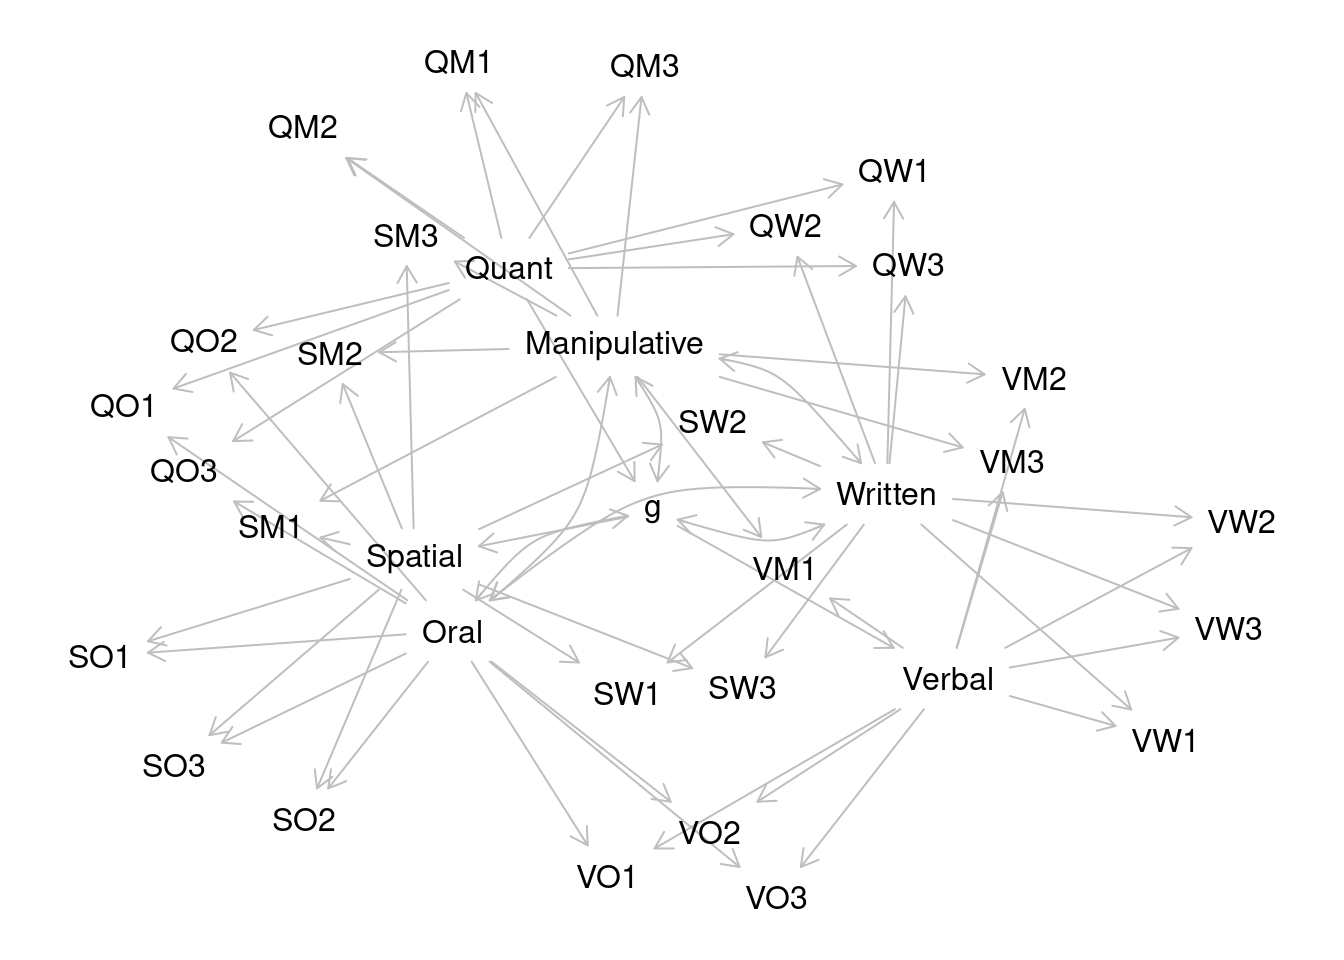 QM1
QM3
QM2
QW1
QW2
SM3
QW3
Quant
QO2
SM2
Manipulative
VM2
QO1
SW2
VM3
QO3
Written
g
VW2
SM1
Spatial
VM1
Oral
VW3
SO1
Verbal
SW3
SW1
VW1
SO3
SO2
VO2
VO1
VO3